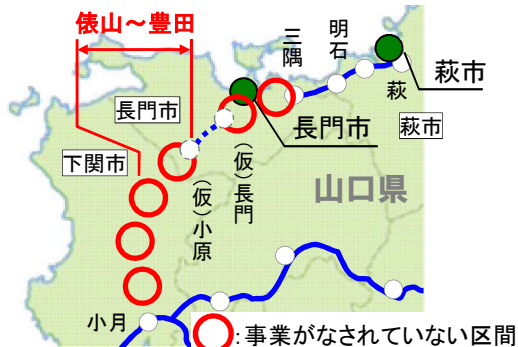 俵山～豊田
三隅
明石
萩
萩市
長門市
長門市
萩市
下関市
(仮)長門
(仮)小原
山口県
小月
:事業がなされていない区間